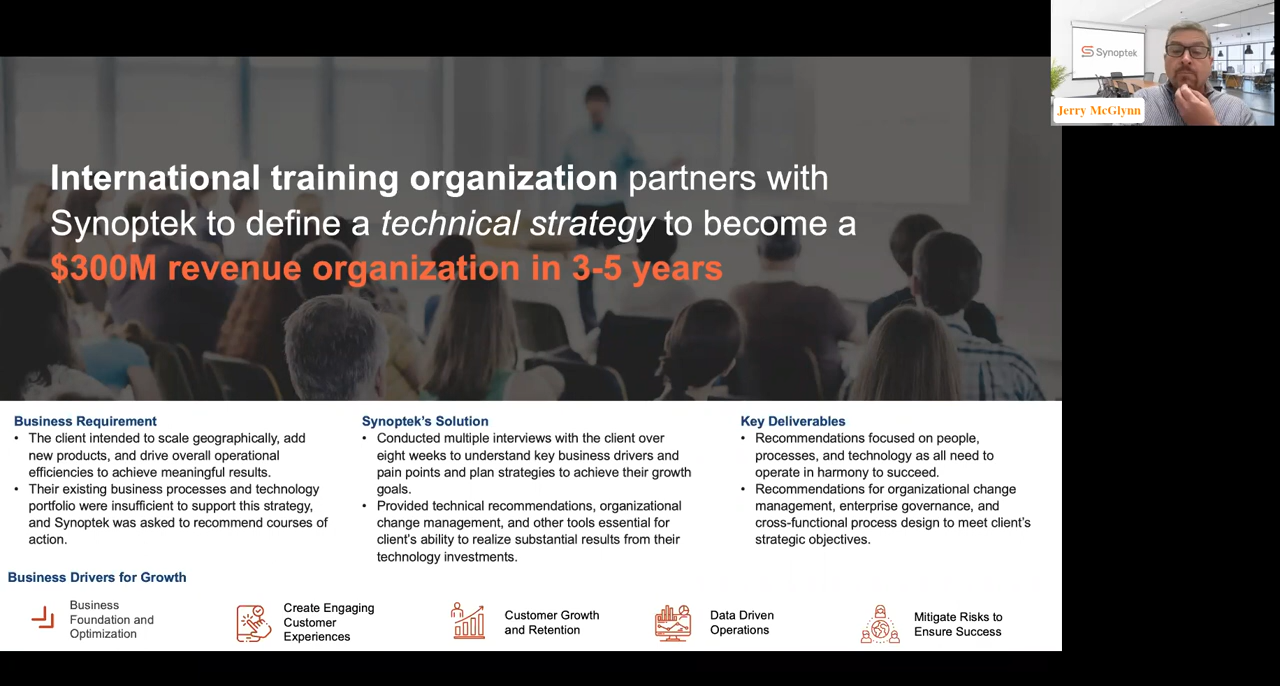 Synoptek
Jerry McGlynn
International training organization partners with
Synoptek to define a technical strategy to become a
$300M revenue organization in 3-5 years
Business Requirement
• The client intended to scale geographically, add
new products, and drive overall operational
efficiencies to achieve meaningful results.
• Their existing business processes and technology
portfolio were insufficient to support this strategy,
and Synoptek was asked to recommend courses of
action.
Synoptek's Solution
• Conducted multiple interviews with the client over
eight weeks to understand key business drivers and
pain points and plan strategies to achieve their growth
goals.
• Provided technical recommendations, organizational
change management, and other tools essential for
client's ability to realize substantial results from their
technology investments.
Key Deliverables
• Recommendations focused on people,
processes, and technology as all need to
operate in harmony to succeed.
• Recommendations for organizational change
management, enterprise governance, and
cross-functional process design to meet client's
strategic objectives.
Business Drivers for Growth
Business
Foundation and
Optimization
Create Engaging
Customer
Experiences
Customer Growth
and Retention
Data Driven
Operations
Mitigate Risks to
Ensure Success